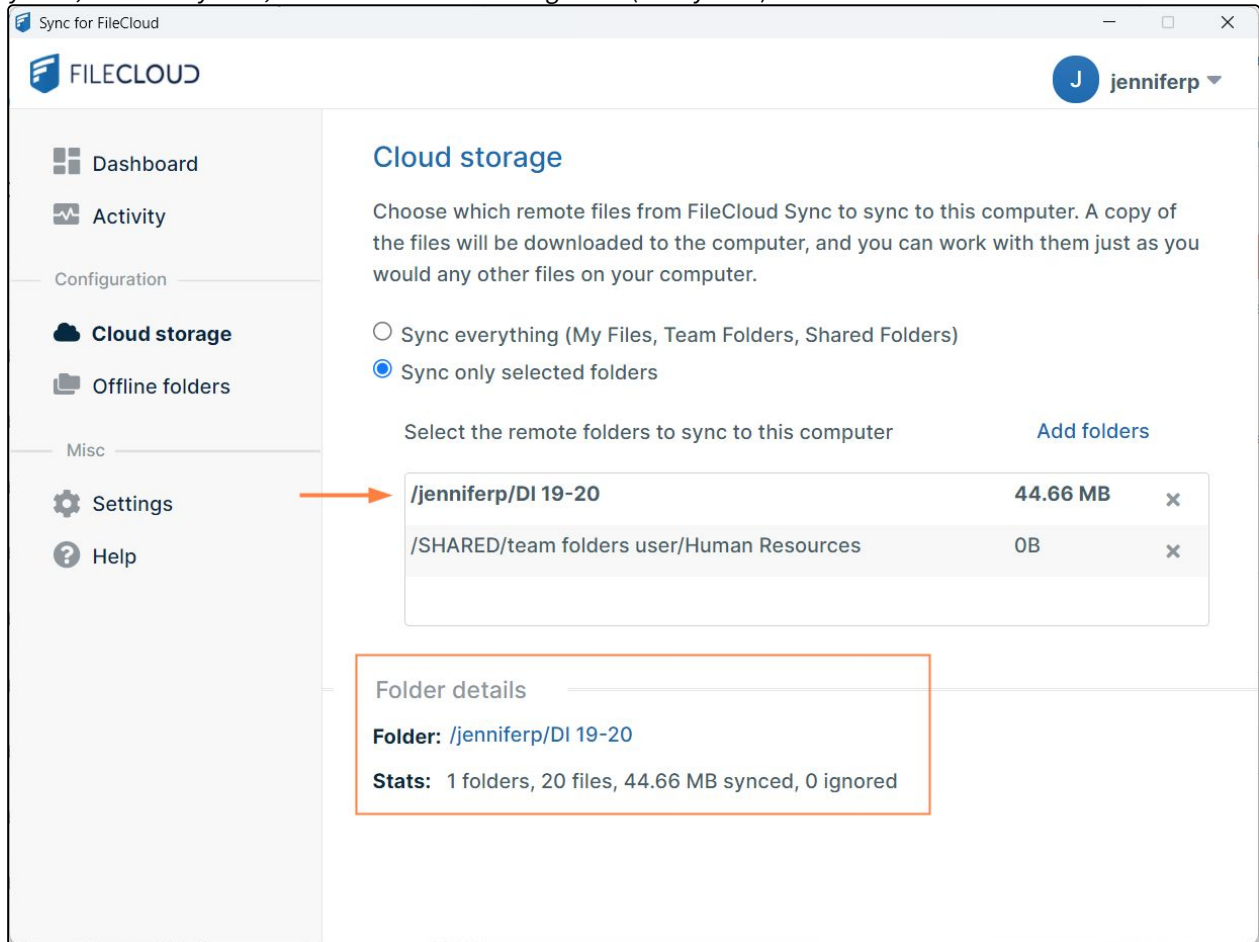 Sync for FileCloud
FILECLOUD
J
jenniferp
Dashboard
Activity
Configuration
Cloud storage
Offline folders
Misc
Settings
Help
Cloud storage
Choose which remote files from FileCloud Sync to sync to this computer. A copy of
the files will be downloaded to the computer, and you can work with them just as you
would any other files on your computer.
Sync everything (My Files, Team Folders, Shared Folders)
Sync only selected folders
Select the remote folders to sync to this computer Add folders
/jenniferp/DI 19-20 44.66 MB
/SHARED/team folders user/Human Resources 0B
Folder details
Folder: /jenniferp/DI 19-20
Stats: 1 folders, 20 files, 44.66 MB synced, 0 ignored